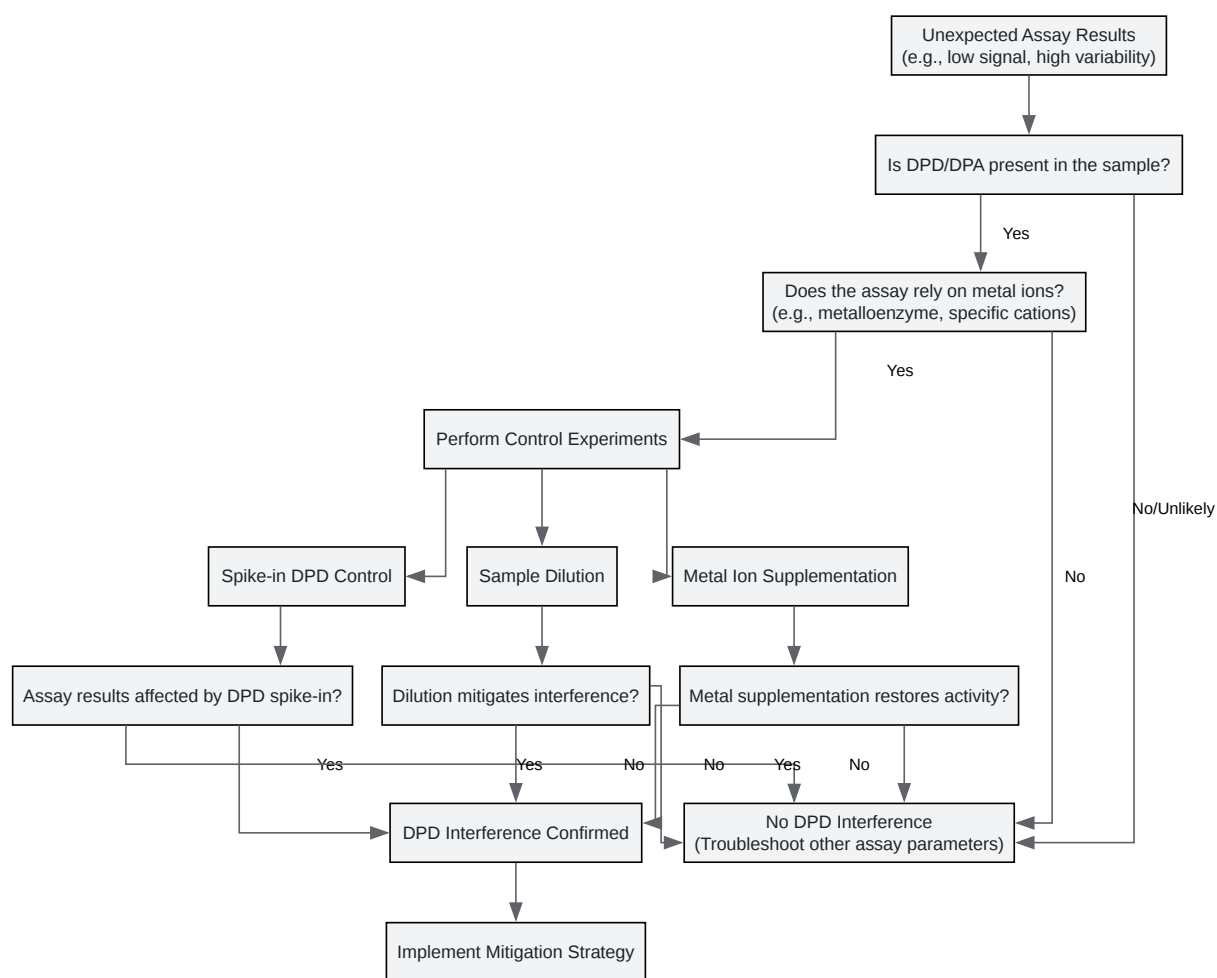 Unexpected Assay Results
(e.g., low signal, high variability)
Is DPD/DPA present in the sample?
Yes
Does the assay rely on metal ions?
(e.g., metalloenzyme, specific cations)
Yes
Perform Control Experiments
No/Unlikely
Spike-in DPD Control
Sample Dilution
Metal Ion Supplementation
No
Assay results affected by DPD spike-in?
Dilution mitigates interference?
Metal supplementation restores activity?
Yes
Yes
No
No
Yes
No
DPD Interference Confirmed
No DPD Interference
(Troubleshoot other assay parameters)
Implement Mitigation Strategy